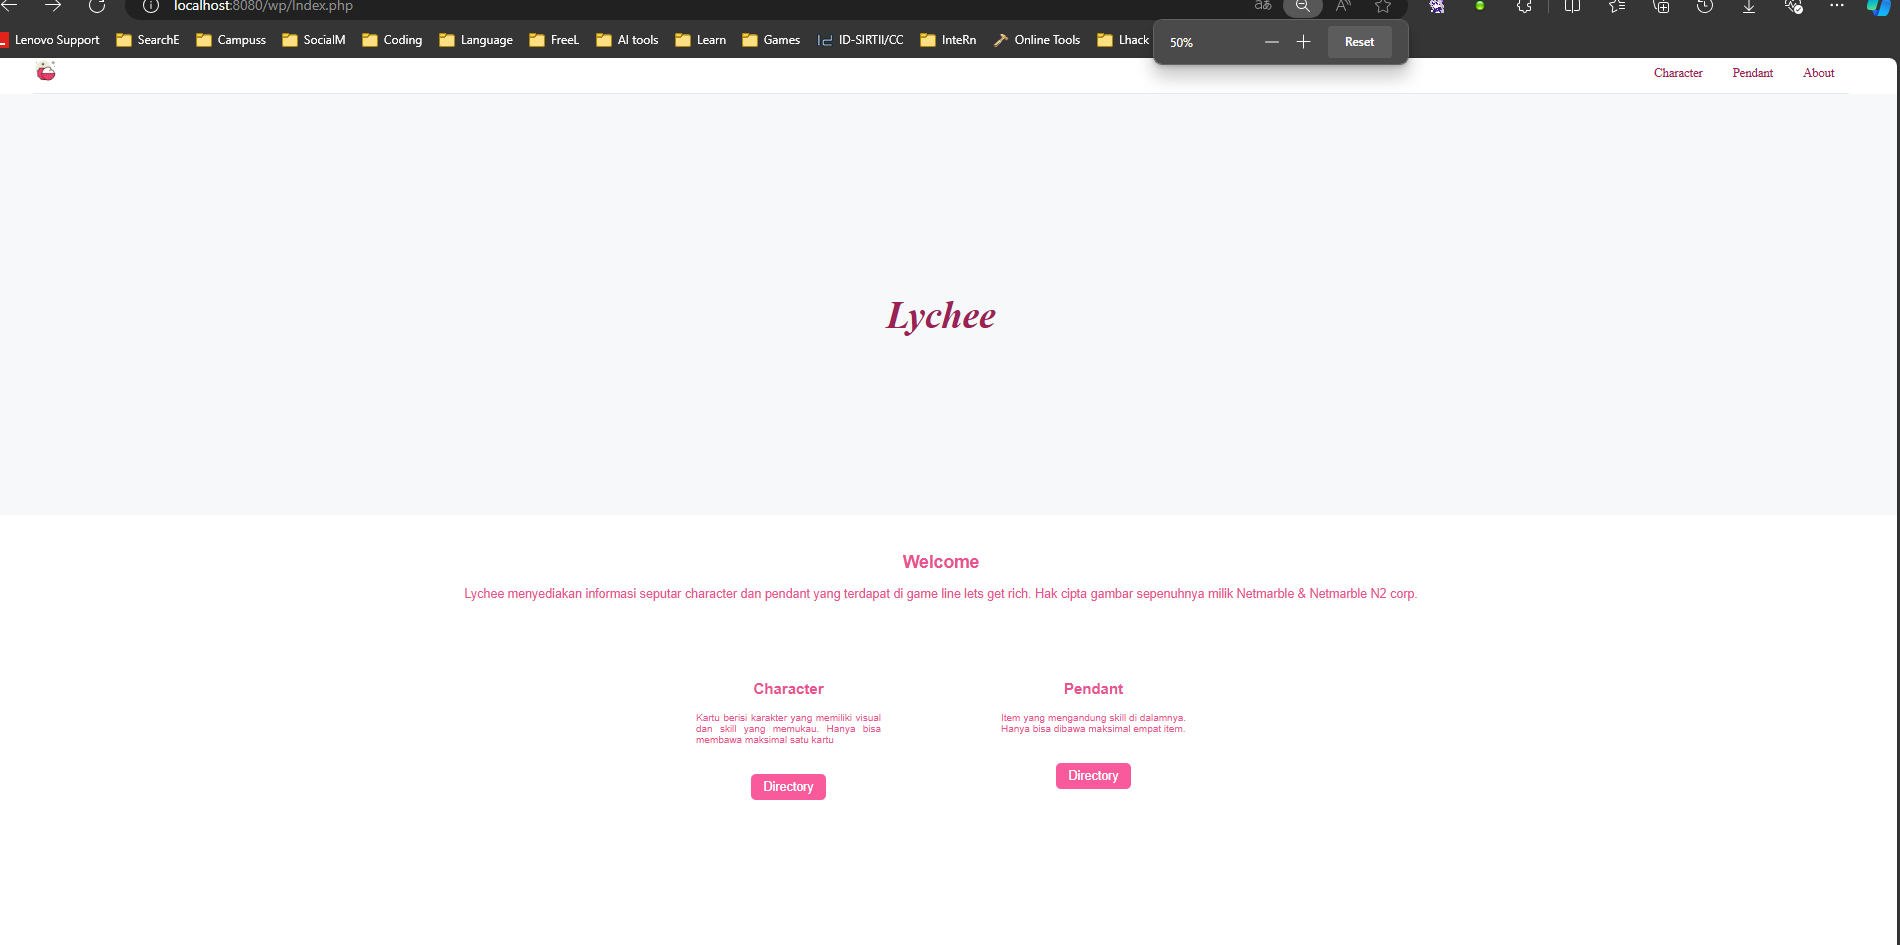 localhost:8080/wp/Index.php
Lenovo Support SearchE Campuss SocialM Coding Language FreeL AI tools Learn Games ID-SIRTII/CC InteRn Online Tools Lhack
50% Reset
Character Pendant About
Lychee
Welcome
Lychee menyediakan informasi seputar character dan pendant yang terdapat di game line lets get rich. Hak cipta gambar sepenuhnya milik Netmarble & Netmarble N2 corp.
Character
Kartu berisi karakter yang memiliki visual
dan skill yang memukau. Hanya bisa
membawa maksimal satu kartu
Directory
Pendant
Item yang mengandung skill di dalamnya.
Hanya bisa dibawa maksimal empat item.
Directory